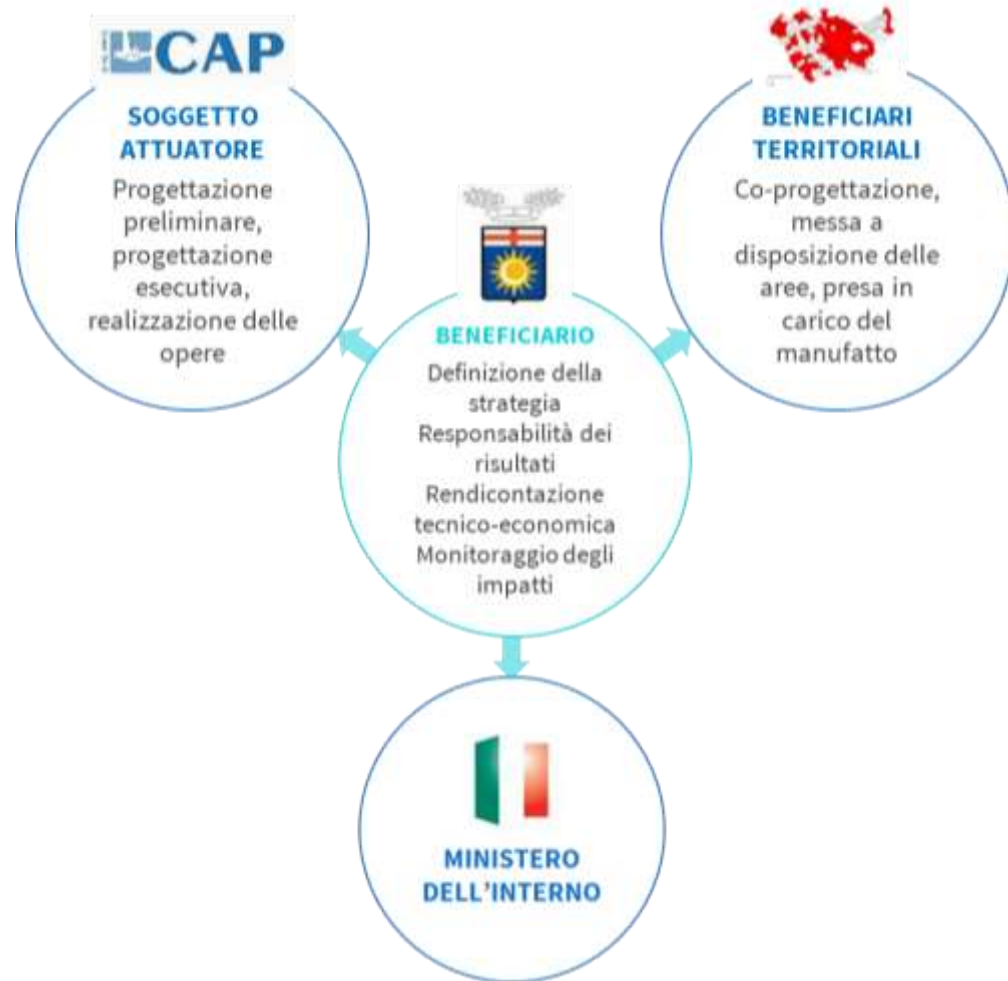 CAP
SOGGETTO
ATTUATORE
Progettazione
preliminare,
progettazione
esecutiva,
realizzazione delle
opere
BENEFICIARI
TERRITORIALI
Co-progettazione,
messa a
disposizione delle
aree, presa in
carico del
manufatto
BENEFICIARIO
Definizione della
strategia
Responsabilità dei
risultati
Rendicontazione
tecnico-economica
Monitoraggio degli
impatti
MINISTERO
DELL'INTERNO